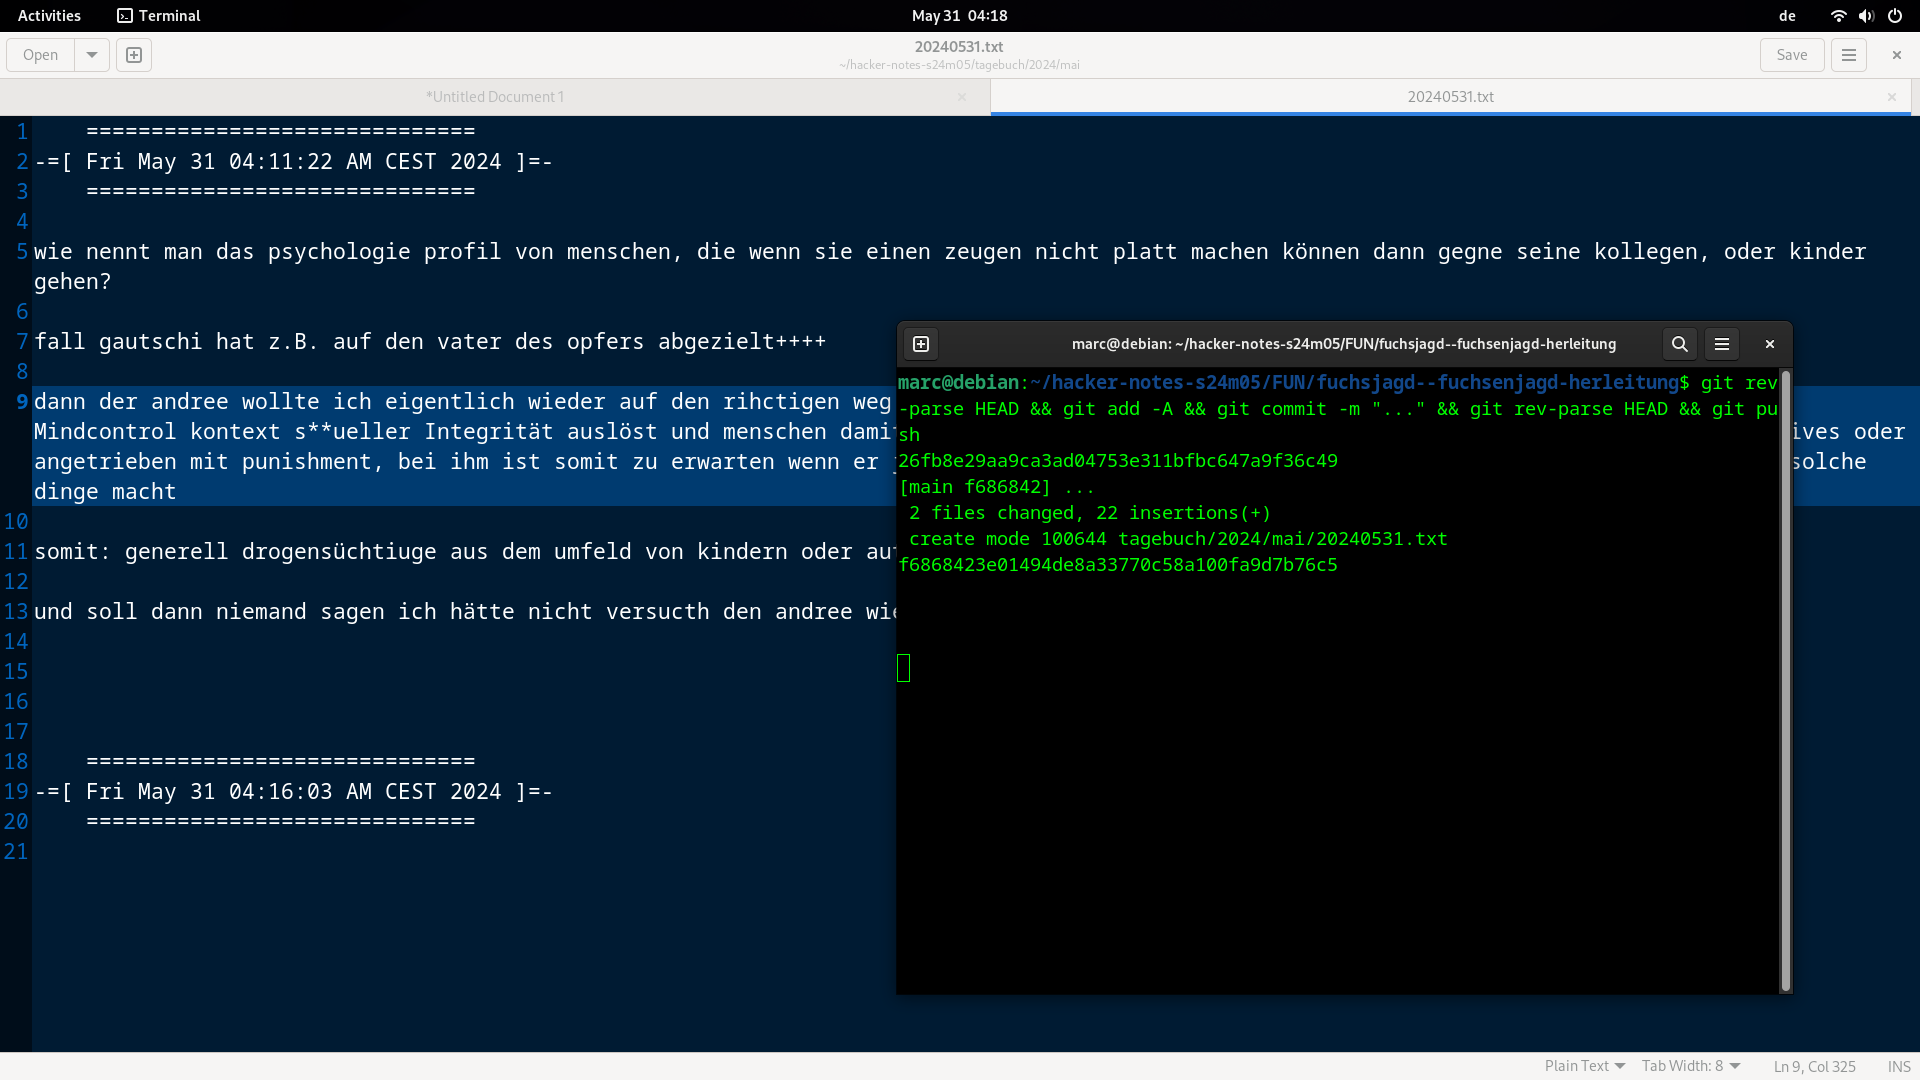 Activities
Terminal
May 31 04:18
de
Open
20240531.txt
~/hacker-notes-s24m05/tagebuch/2024/mai
Save
*Untitled Document 1
20240531.txt
1 ==============================
2 -=[ Fri May 31 04:11:22 AM CEST 2024 ]=-
3 ==============================
4
5 wie nennt man das psychologie profil von menschen, die wenn sie einen zeugen nicht platt machen können dann gegne seine kollegen, oder kinder
gehen?
6
7 fall gautschi hat z.B. auf den vater des opfers abgezielt++++
8
9 dann der andree wollte ich eigentlich wieder auf den rihctigen weg
Mindcontrol kontext s**ueller Integrität auslöst und menschen ives oder
angetrieben mit punishment, bei ihm ist somit zu erwarten wenn er solche
dinge macht
10
11 somit: generell drogensüchtiuge aus dem umfeld von kindern oder
12
13 und soll dann niemand sagen ich hätte nicht versucth den andree
14
15
16
17
18 ==============================
19 -=[ Fri May 31 04:16:03 AM CEST 2024 ]=-
20 ==============================
21
marc@debian: ~/hacker-notes-s24m05/FUN/fuchsjagd--fuchsenjagd-herleitung
marc@debian:~/hacker-notes-s24m05/FUN/fuchsjagd--fuchsenjagd-herleitung$ git rev
-parse HEAD && git add -A && git commit -m "..." && git rev-parse HEAD && git pu
sh
26fb8e29aa9ca3ad04753e311bfbc647a9f36c49
[main f686842] ...
2 files changed, 22 insertions(+)
create mode 100644 tagebuch/2024/mai/20240531.txt
f6868423e01494de8a33770c58a100fa9d7b76c5
Plain Text
Tab Width: 8
Ln 9, Col 325
INS